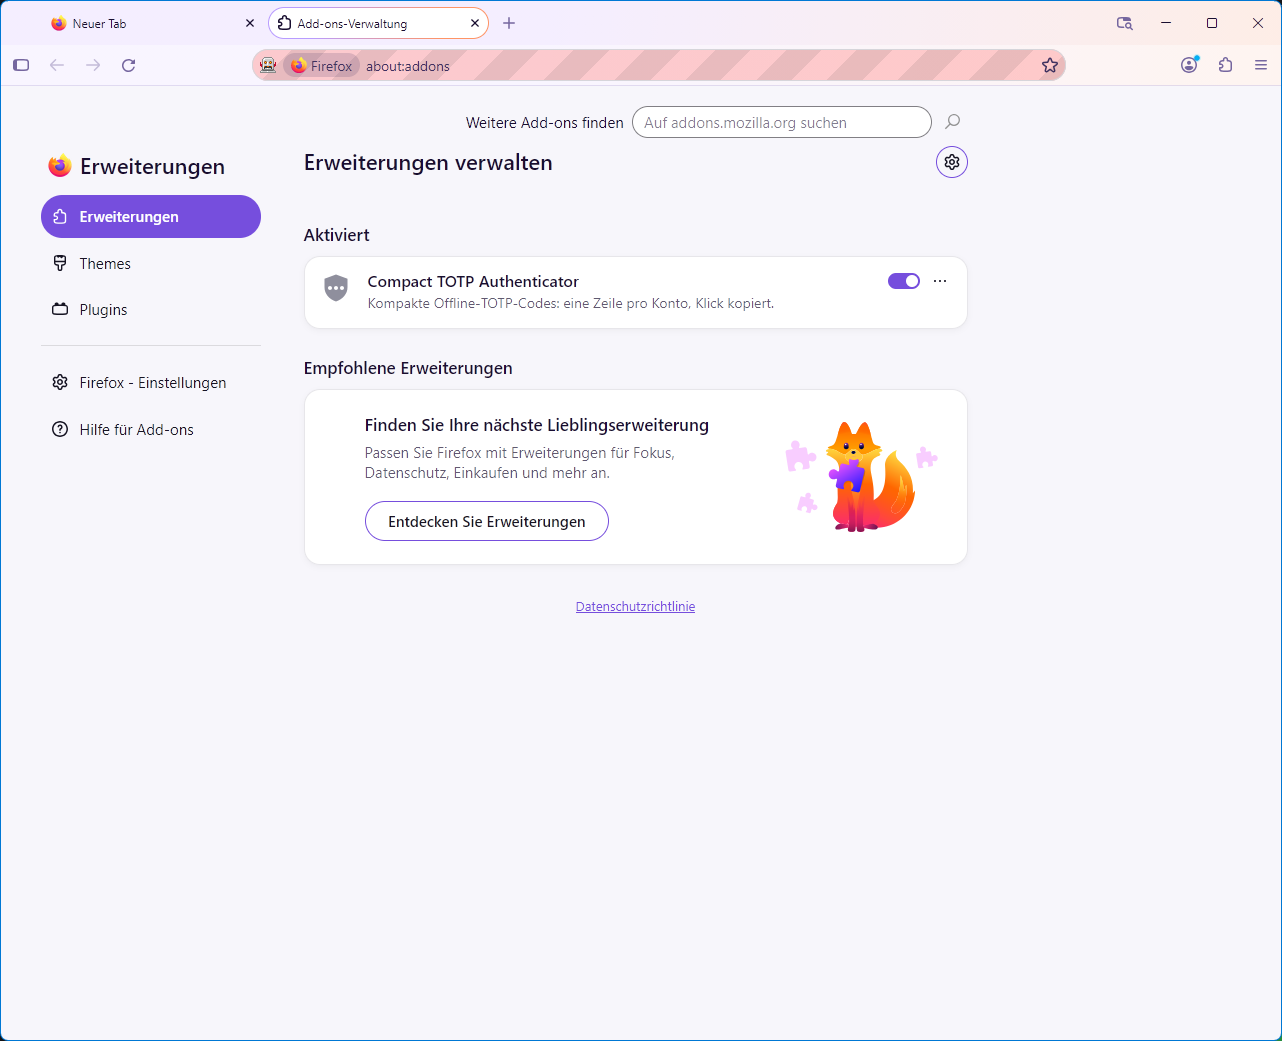 Neuer Tab
Add-ons-Verwaltung
Firefox
about:addons
Weitere Add-ons finden
Auf addons.mozilla.org suchen
Erweiterungen
Erweiterungen
Themes
Plugins
Firefox - Einstellungen
Hilfe für Add-ons
Erweiterungen verwalten
Aktiviert
Compact TOTP Authenticator
Kompakte Offline-TOTP-Codes: eine Zeile pro Konto, Klick kopiert.
Empfohlene Erweiterungen
Finden Sie Ihre nächste Lieblingserweiterung
Passen Sie Firefox mit Erweiterungen für Fokus,
Datenschutz, Einkaufen und mehr an.
Entdecken Sie Erweiterungen
Datenschutzrichtlinie